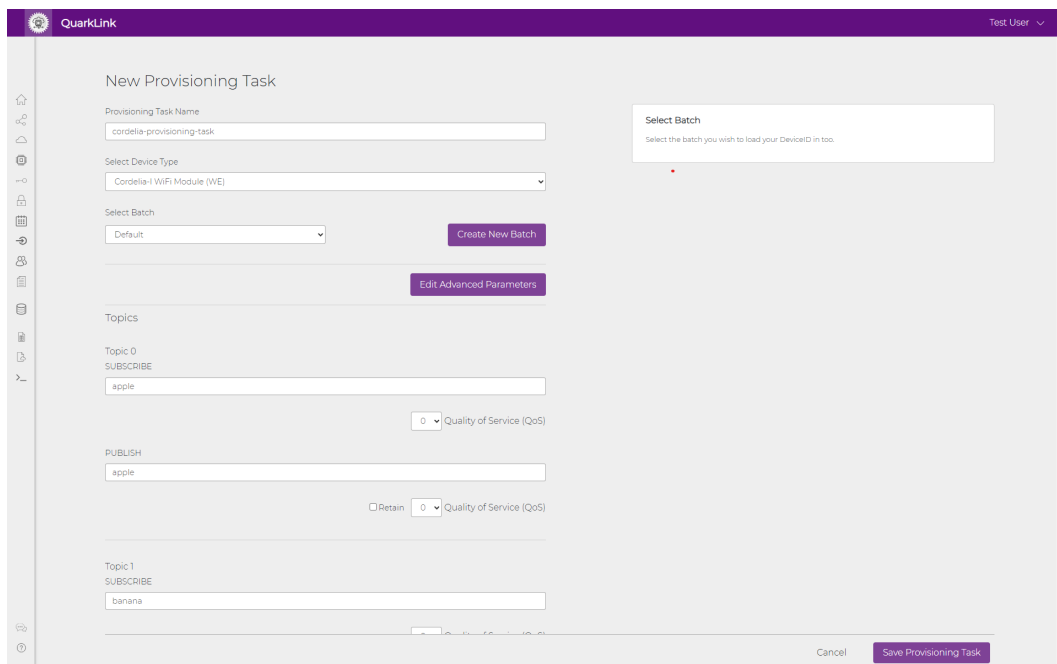 QuarkLink
Test User
New Provisioning Task
Provisioning Task Name
cordelia-provisioning-task
Select Device Type
Cordelia-I WiFi Module (WE)
Select Batch
Default
Create New Batch
Edit Advanced Parameters
Topics
Topic 0
SUBSCRIBE
apple
0 Quality of Service (QoS)
PUBLISH
apple
Retain 0 Quality of Service (QoS)
Topic 1
SUBSCRIBE
banana
Select Batch
Select the batch you wish to load your DeviceID in too.
Cancel
Save Provisioning Task